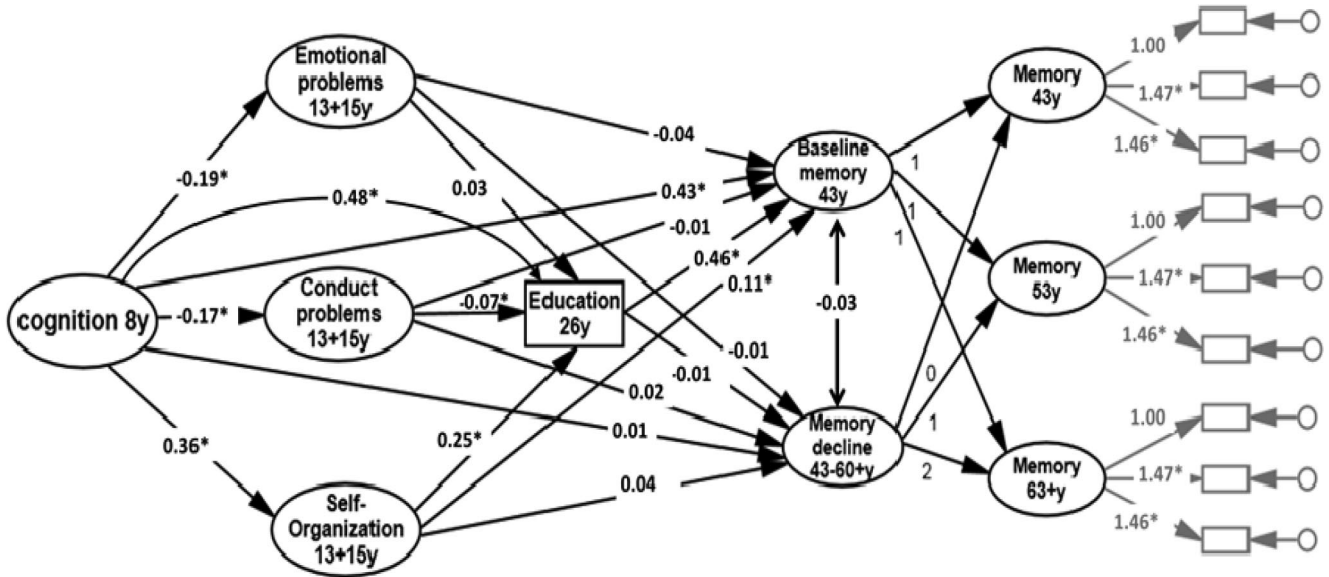 Emotional
problems
13+15y
-0.19*
0.48*
0.03
-0.04
0.43*
-0.01
cognition 8y
-0.17*
Conduct
problems
13+15y
-0.07*
Education
26y
0.46*
0.11*
-0.01
-0.01
0.02
0.01
0.36*
0.25*
0.04
Self-
Organization
13+15y
Baseline
memory
43y
-0.03
Memory
decline
43-60+y
1
1
1
0
1
2
Memory
43y
1.00
1.47*
1.46*
Memory
53y
1.00
1.47*
1.46*
Memory
63+y
1.00
1.47*
1.46*